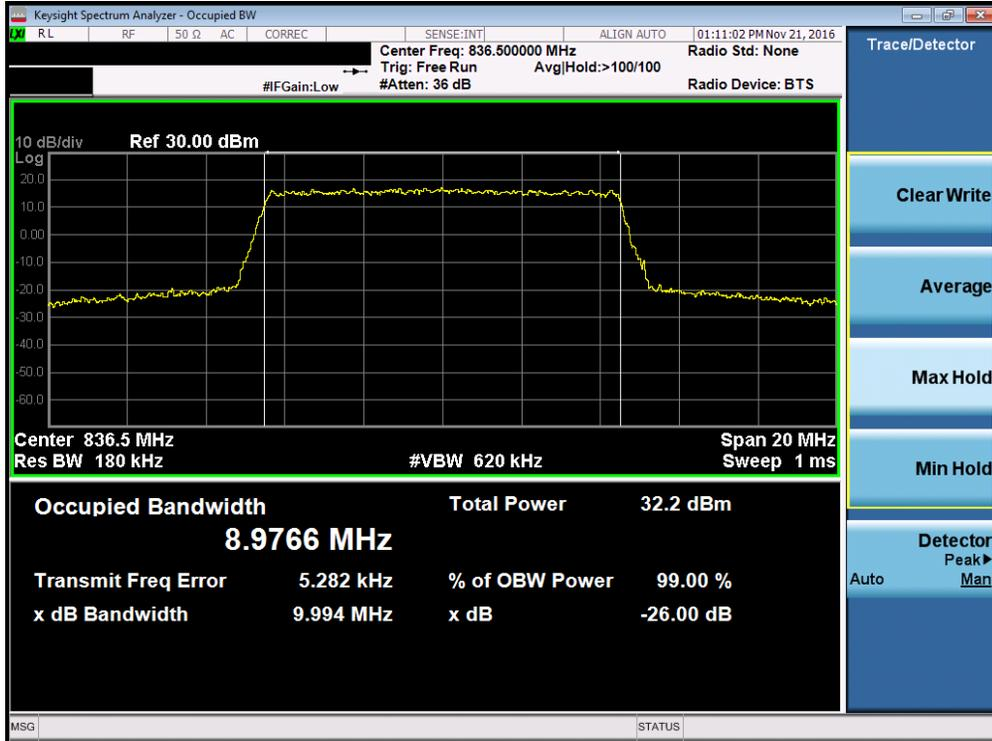 Keysight Spectrum Analyzer - Occupied BW
LXI RL RF 50 Ω AC CORREC SENSE:INT ALIGN AUTO 01:11:02 PM Nov 21, 2016
Center Freq: 836.500000 MHz Radio Std: None
Trig: Free Run Avg|Hold:>100/100
#IFGain:Low #Atten: 36 dB Radio Device: BTS
10 dB/div Ref 30.00 dBm
Log
20.0
10.0
0.00
-10.0
-20.0
-30.0
-40.0
-50.0
-60.0
Center 836.5 MHz Span 20 MHz
Res BW 180 kHz #VBW 620 kHz Sweep 1 ms
Occupied Bandwidth Total Power 32.2 dBm
8.9766 MHz
Transmit Freq Error 5.282 kHz % of OBW Power 99.00 %
x dB Bandwidth 9.994 MHz x dB -26.00 dB
Trace/Detector
Clear Write
Average
Max Hold
Min Hold
Detector
Peak▶
Auto Man
MSG STATUS